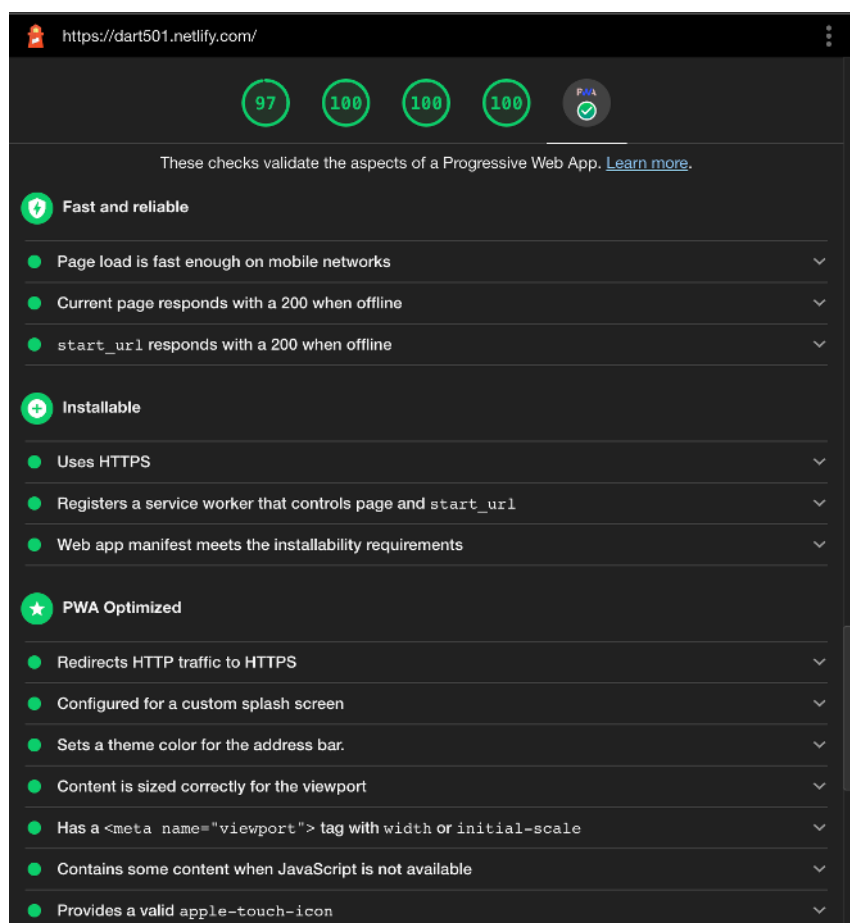 https://dart501.netlify.com/
97 100 100 100 PWA
These checks validate the aspects of a Progressive Web App. Learn more.
Fast and reliable
Page load is fast enough on mobile networks
Current page responds with a 200 when offline
start_url responds with a 200 when offline
Installable
Uses HTTPS
Registers a service worker that controls page and start_url
Web app manifest meets the installability requirements
PWA Optimized
Redirects HTTP traffic to HTTPS
Configured for a custom splash screen
Sets a theme color for the address bar.
Content is sized correctly for the viewport
Has a <meta name="viewport"> tag with width or initial-scale
Contains some content when JavaScript is not available
Provides a valid apple-touch-icon